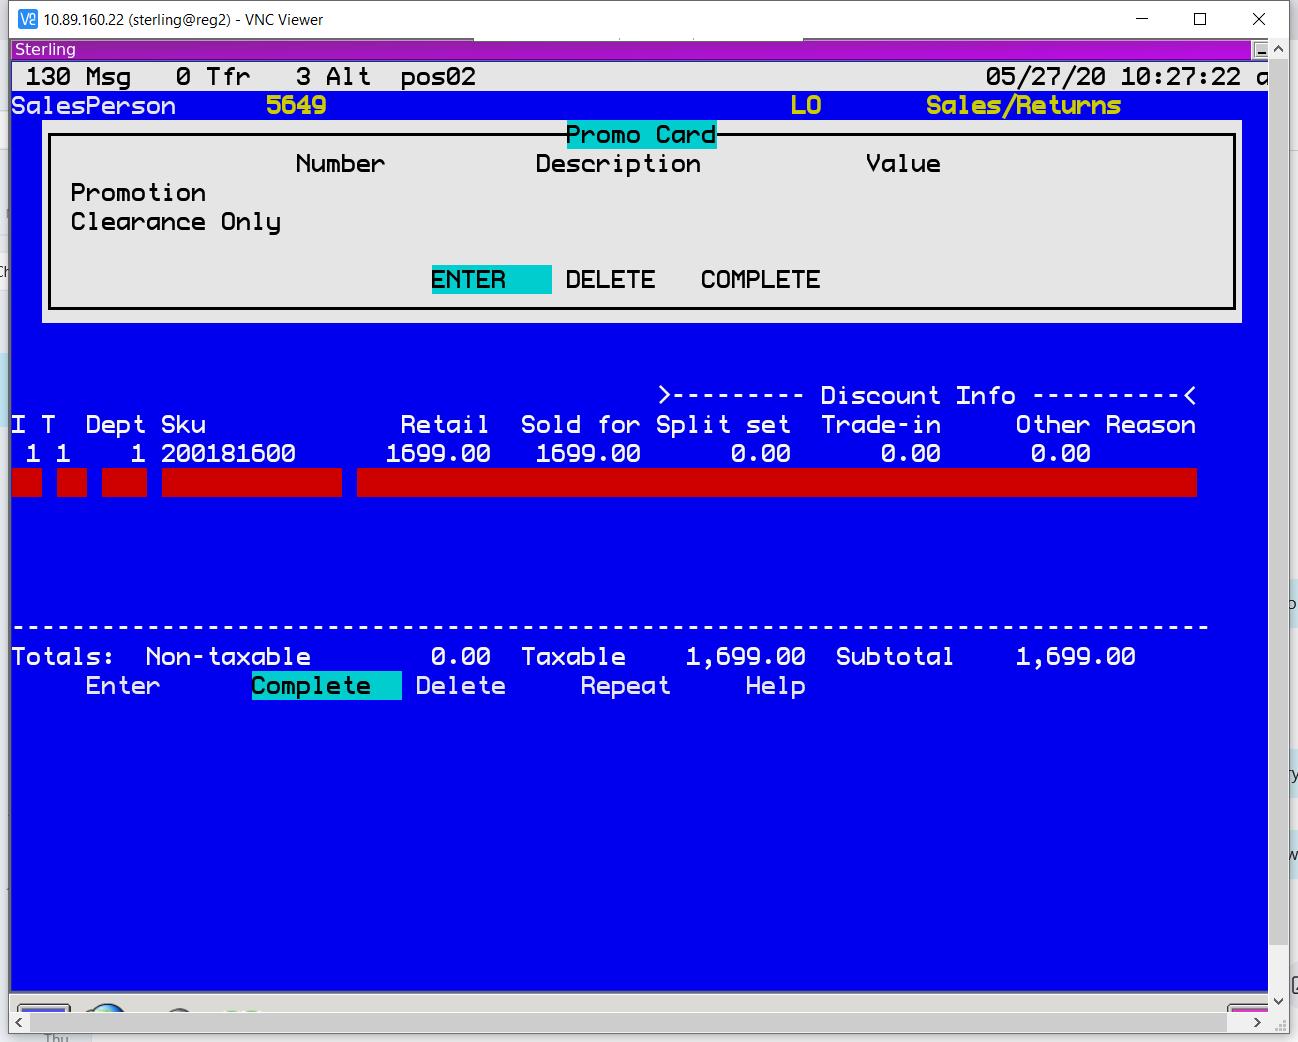 10.89.160.22 (sterling@reg2) - VNC Viewer
Sterling
130 Msg 0 Tfr 3 Alt pos02 05/27/20 10:27:22 a
SalesPerson 5649 LO Sales/Returns
Promo Card
Number Description Value
Promotion
Clearance Only
ENTER DELETE COMPLETE
>--------- Discount Info ----------<
I T Dept Sku Retail Sold for Split set Trade-in Other Reason
1 1 1 200181600 1699.00 1699.00 0.00 0.00 0.00
Totals: Non-taxable 0.00 Taxable 1,699.00 Subtotal 1,699.00
Enter Complete Delete Repeat Help
Thu